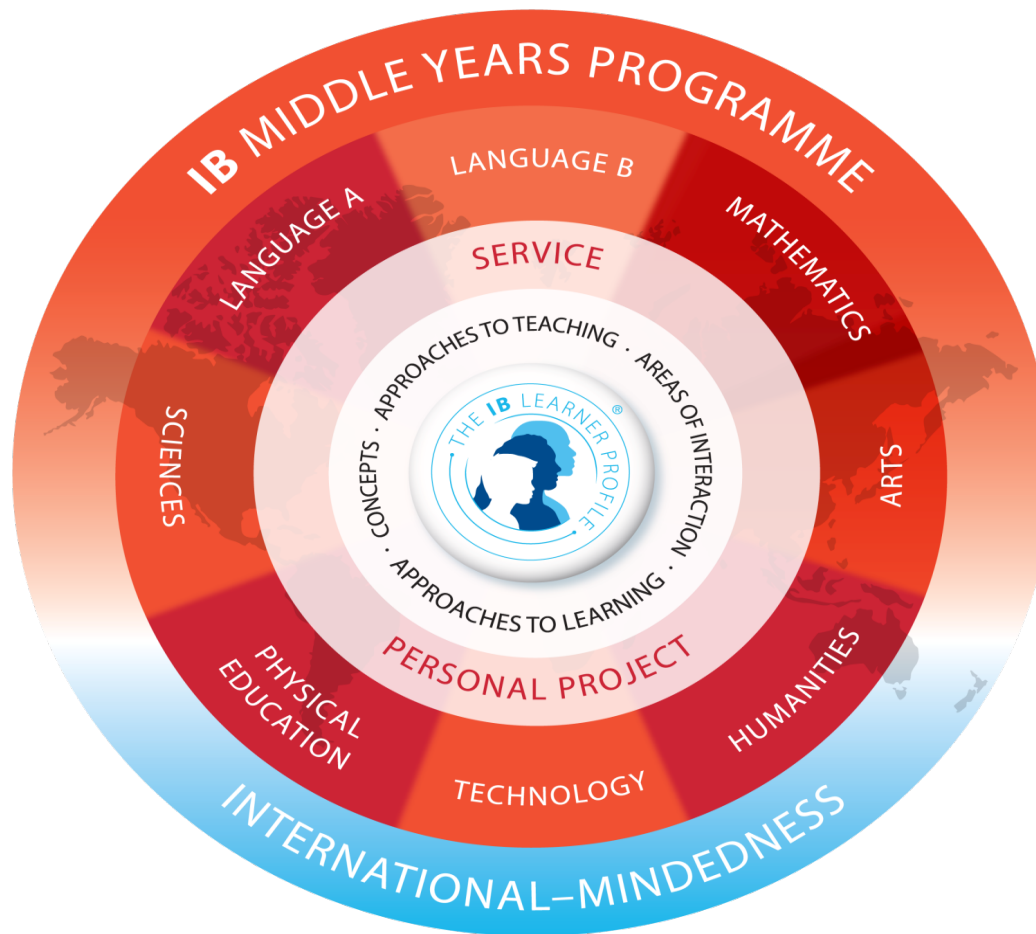 IB MIDDLE YEARS PROGRAMME
LANGUAGE A
LANGUAGE B
MATHEMATICS
ARTS
HUMANITIES
TECHNOLOGY
PHYSICAL
EDUCATION
SCIENCES
SERVICE
PERSONAL PROJECT
APPROACHES TO TEACHING · AREAS OF INTERACTION · APPROACHES TO LEARNING · CONCEPTS ·
THE IB LEARNER PROFILE ®
INTERNATIONAL–MINDEDNESS